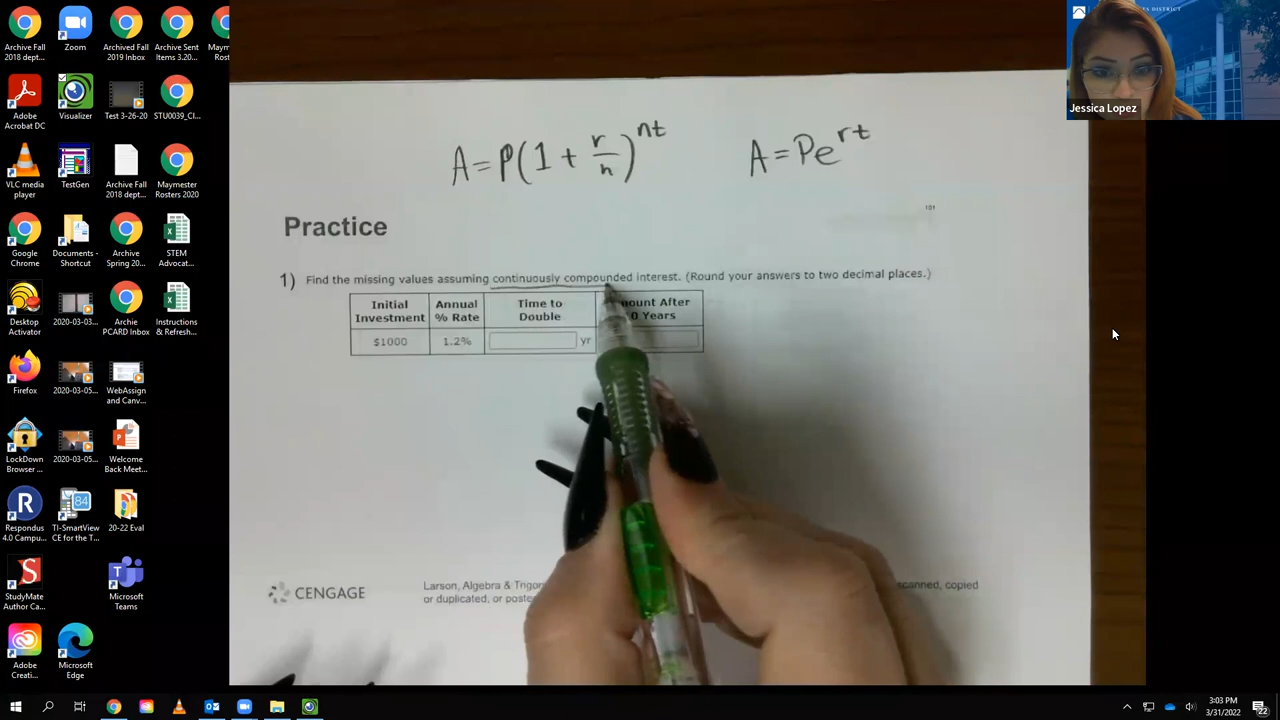 Archive Fall 2018 dept...
Zoom
Archived Fall 2019 Inbox
Archive Sent Items 3.20...
Maym Rost
Adobe Acrobat DC
Visualizer
Test 3-26-20
STU0039_Cl...
VLC media player
TestGen
Archive Fall 2018 dept...
Maymester Rosters 2020
Google Chrome
Documents - Shortcut
Archive Spring 20...
STEM Advocat...
Desktop Activator
2020-03-03...
Archie PCARD Inbox
Instructions & Refresh...
Firefox
2020-03-05...
WebAssign and Canv...
LockDown Browser ...
2020-03-05...
Welcome Back Meet...
Respondus 4.0 Campu...
84
TI-SmartView CE for the T...
20-22 Eval
StudyMate Author Ca...
Microsoft Teams
Adobe Creati...
Microsoft Edge
DISTRICT
Jessica Lopez
A = P(1 + r/n)^nt
A = Pe^rt
101
Practice
1) Find the missing values assuming continuously compounded interest. (Round your answers to two decimal places.)
Initial Investment
Annual % Rate
Time to Double
After
0 Years
$1000
1.2%
yr
CENGAGE
Larson, Algebra &
scanned, copied
or duplicated, or
3:03 PM
3/31/2022
22